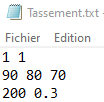 Tassement.txt -
Fichier Edition
1 1
90 80 70
200 0.3